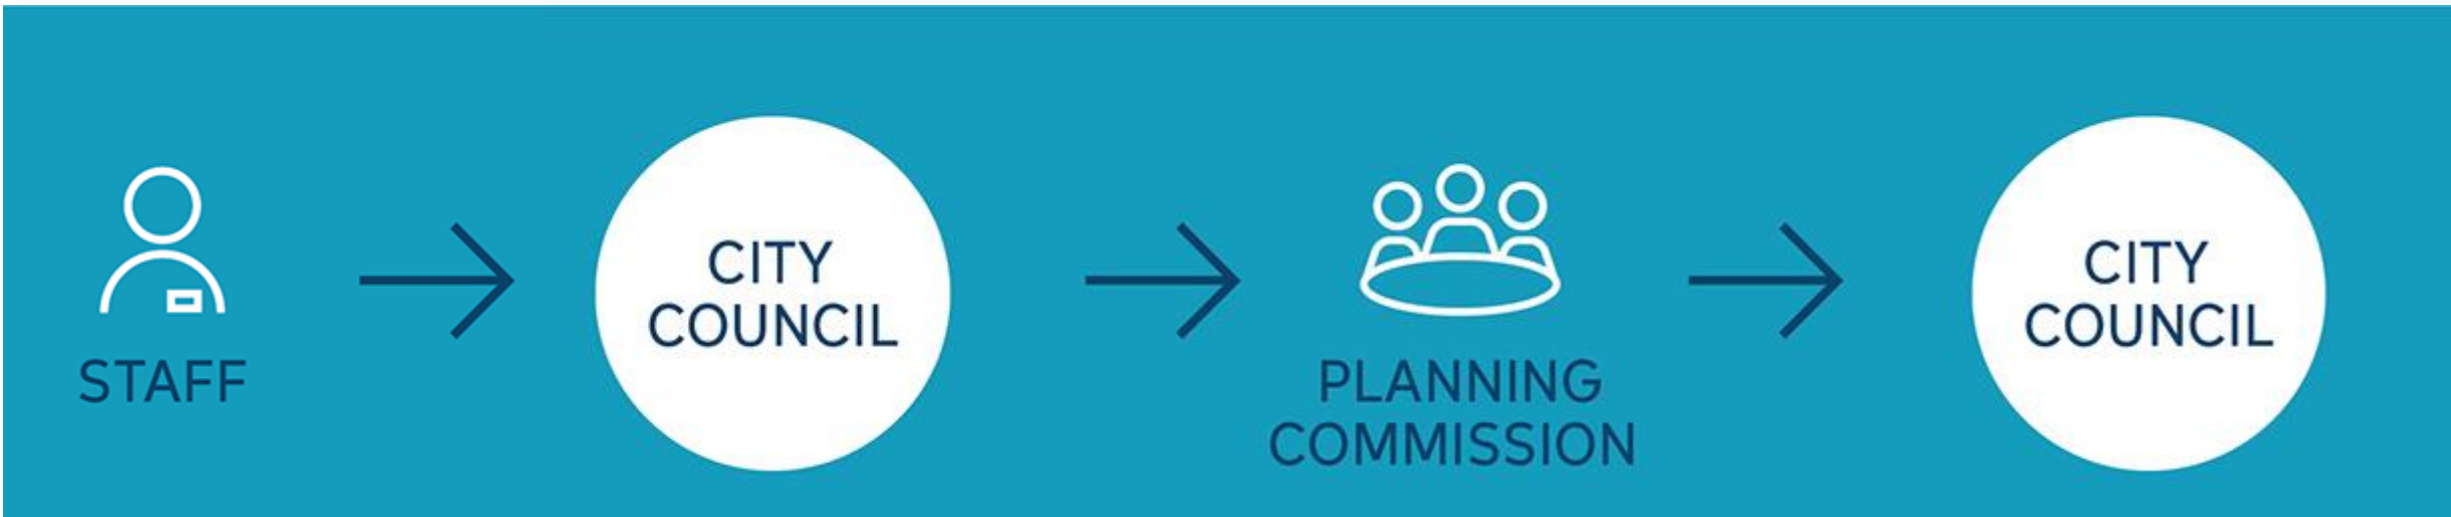 STAFF
CITY
COUNCIL
PLANNING
COMMISSION
CITY
COUNCIL